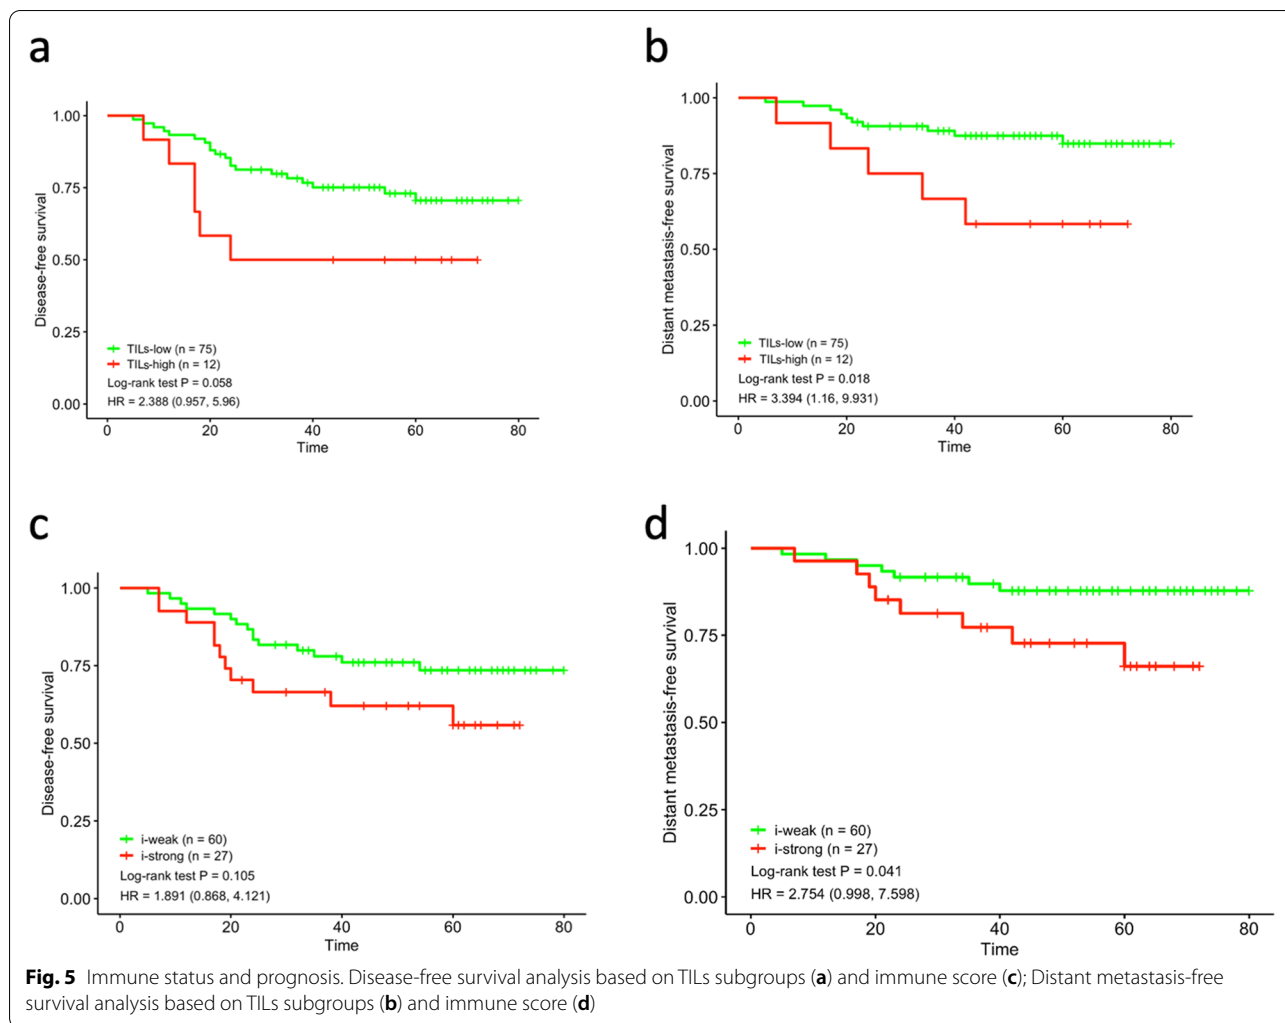 a
1.00
0.75
0.50
0.25
0.00
Disease-free survival
TILs-low (n = 75)
TILs-high (n = 12)
Log-rank test P = 0.058
HR = 2.388 (0.957, 5.96)
0 20 40 60 80
Time
b
1.00
0.75
0.50
0.25
0.00
Distant metastasis-free survival
TILs-low (n = 75)
TILs-high (n = 12)
Log-rank test P = 0.018
HR = 3.394 (1.16, 9.931)
0 20 40 60 80
Time
c
1.00
0.75
0.50
0.25
0.00
Disease-free survival
i-weak (n = 60)
i-strong (n = 27)
Log-rank test P = 0.105
HR = 1.891 (0.868, 4.121)
0 20 40 60 80
Time
d
1.00
0.75
0.50
0.25
0.00
Distant metastasis-free survival
i-weak (n = 60)
i-strong (n = 27)
Log-rank test P = 0.041
HR = 2.754 (0.998, 7.598)
0 20 40 60 80
Time
Fig. 5 Immune status and prognosis. Disease-free survival analysis based on TILs subgroups (a) and immune score (c); Distant metastasis-free
survival analysis based on TILs subgroups (b) and immune score (d)